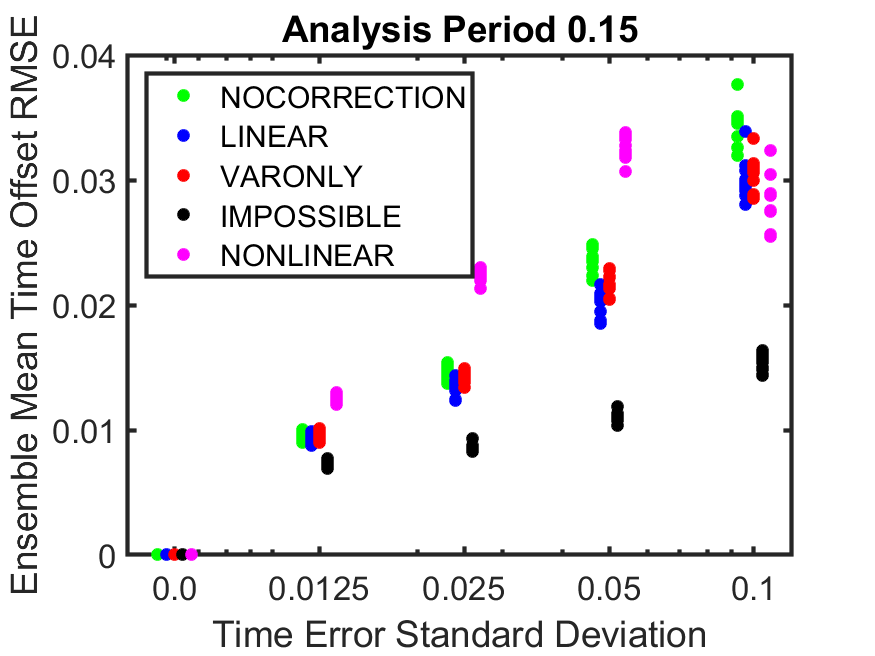 Analysis Period 0.15
Ensemble Mean Time Offset RMSE
0.04
0.03
0.02
0.01
0
NOCORRECTION
LINEAR
VARONLY
IMPOSSIBLE
NONLINEAR
0.0 0.0125 0.025 0.05 0.1
Time Error Standard Deviation